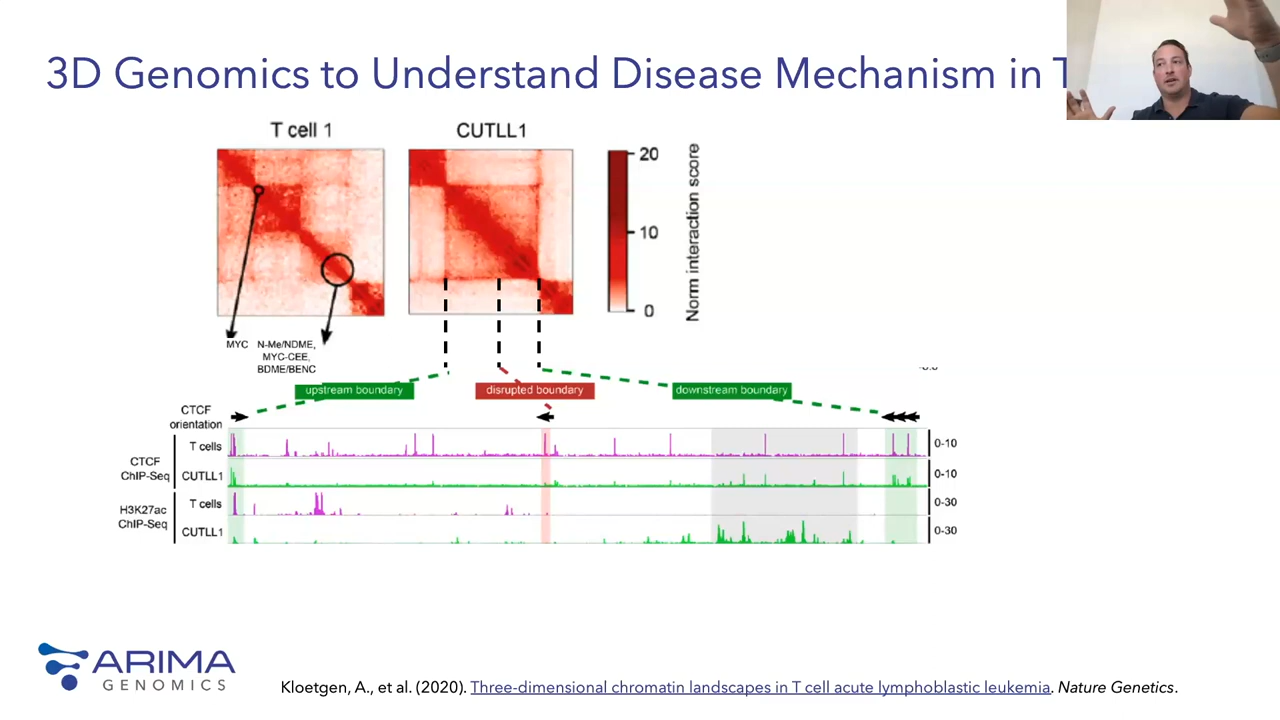 3D Genomics to Understand Disease Mechanism in T
T cell 1
CUTLL1
20
10
0
Norm interaction score
MYC
N-Me/NDME,
MYC-CEE,
BDME/BENC
upstream boundary
disrupted boundary
downstream boundary
CTCF
orientation
CTCF
ChIP-Seq
T cells
0-10
CUTLL1
0-10
H3K27ac
ChIP-Seq
T cells
0-30
CUTLL1
0-30
ARIMA
GENOMICS
Kloetgen, A., et al. (2020). Three-dimensional chromatin landscapes in T cell acute lymphoblastic leukemia. Nature Genetics.